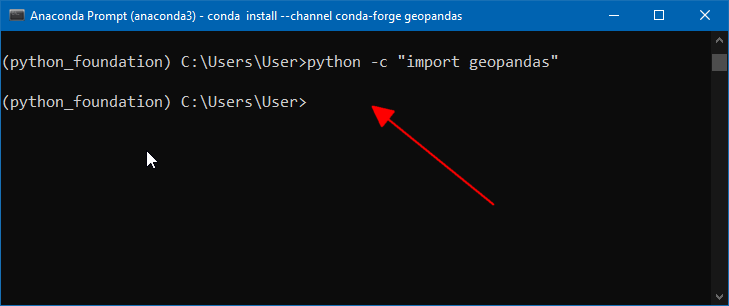 Anaconda Prompt (anaconda3) - conda  install --channel conda-forge geopandas
(python_foundation) C:\Users\User>python -c "import geopandas"
(python_foundation) C:\Users\User>